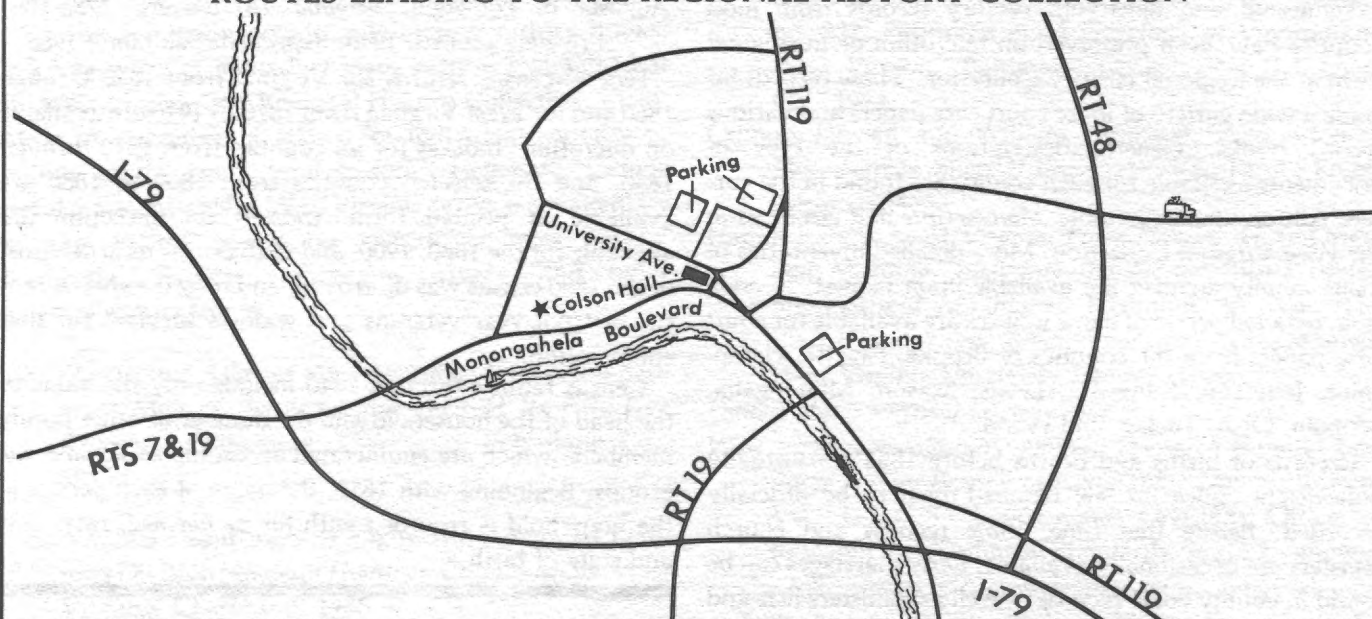 ROUTES LEADING TO THE REGIONAL HISTORY COLLECTION
RT 119
RT 48
I-79
Parking
University Ave.
Colson Hall
Monongahela Boulevard
Parking
RTS 7&19
RT 119
RT 119
I-79